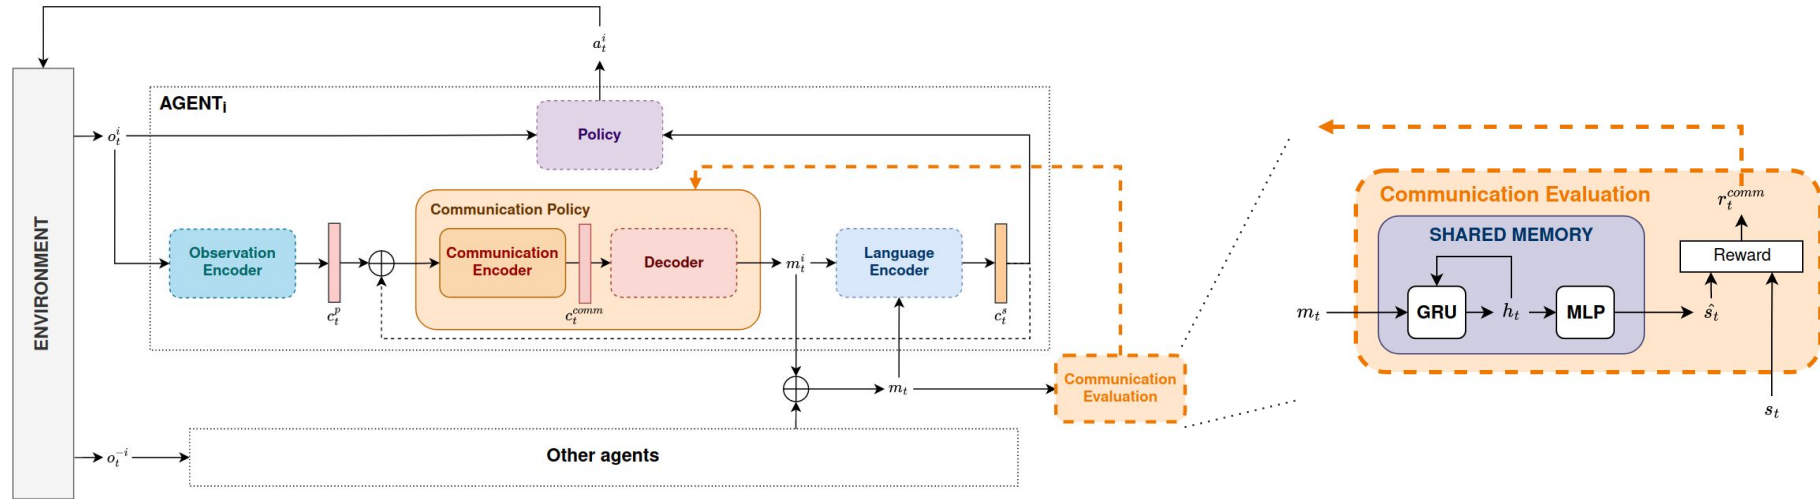 a_t^i
AGENT_i
ENVIRONMENT
o_t^i
Policy
Observation
Encoder
c_t^p
Communication Policy
Communication
Encoder
c_t^{comm}
Decoder
m_t^i
Language
Encoder
c_t^s
m_t
Communication
Evaluation
o_t^{-i}
Other agents
Communication Evaluation
r_t^{comm}
SHARED MEMORY
Reward
m_t
GRU
h_t
MLP
ŝ_t
s_t